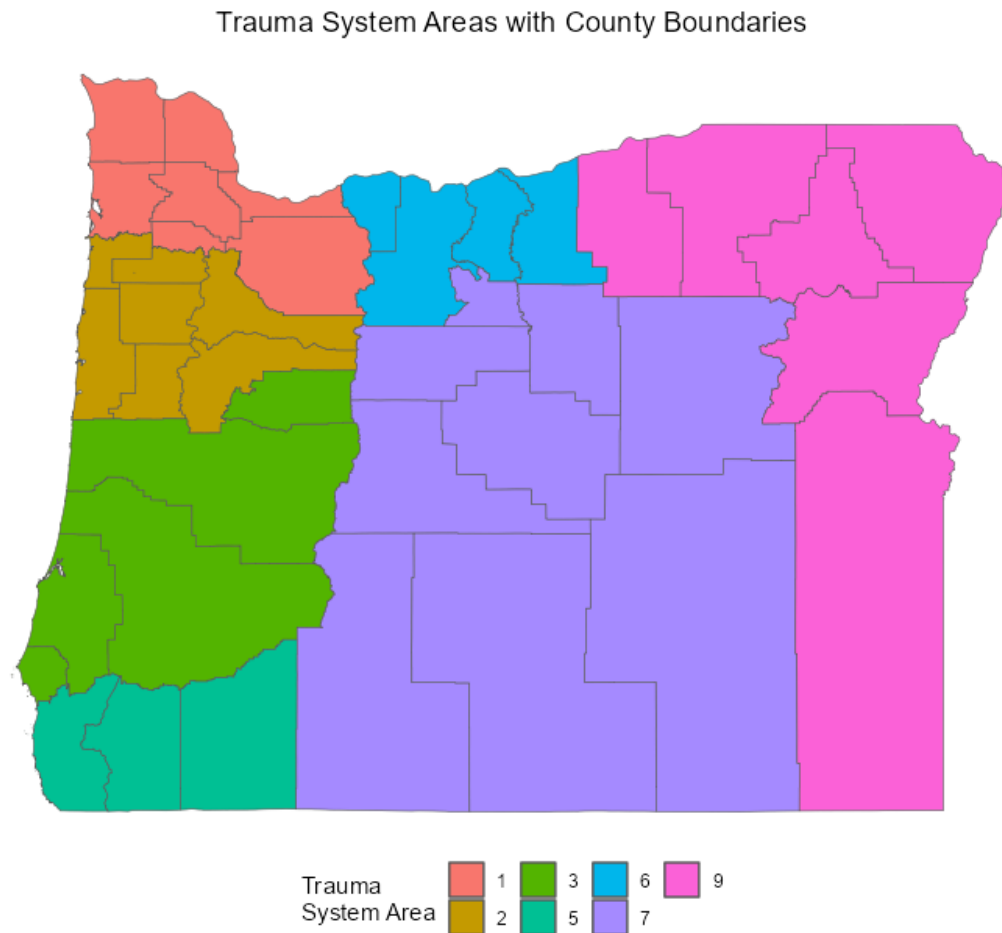 Trauma System Areas with County Boundaries
Trauma
System Area
1 3 6 9
2 5 7